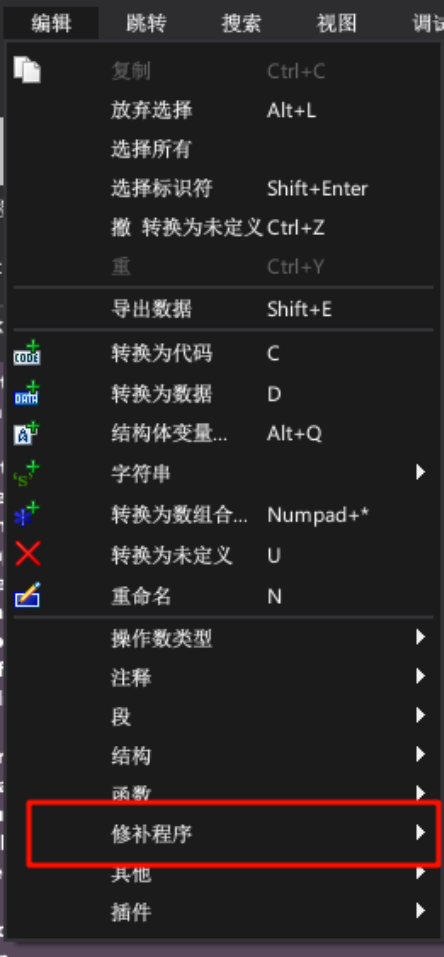 编辑 跳转 搜索 视图
复制 Ctrl+C
放弃选择 Alt+L
选择所有
选择标识符 Shift+Enter
撤 转换为未定义 Ctrl+Z
重 Ctrl+Y
导出数据 Shift+E
CODE 转换为代码 C
DATA 转换为数据 D
A 结构体变量... Alt+Q
's' 字符串
* 转换为数组合... Numpad+*
转换为未定义 U
重命名 N
操作数类型
注释
段
结构
函数
修补程序
其他
插件